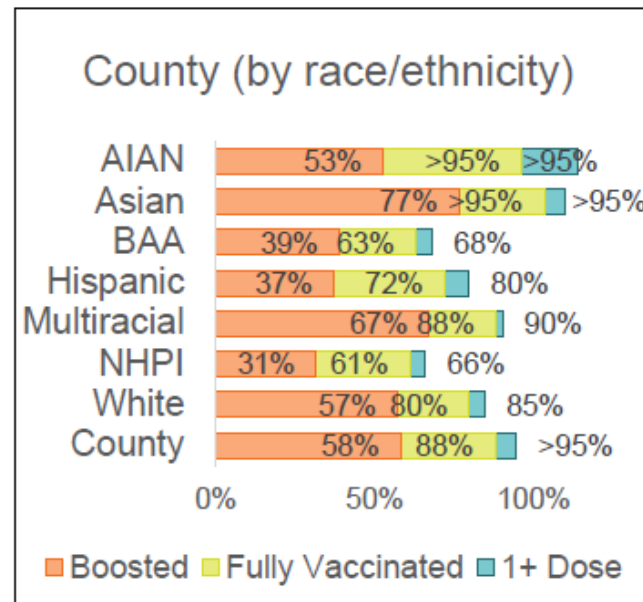 County (by race/ethnicity)
AIAN 53% >95% >95%
Asian 77% >95% >95%
BAA 39% 63% 68%
Hispanic 37% 72% 80%
Multiracial 67% 88% 90%
NHPI 31% 61% 66%
White 57% 80% 85%
County 58% 88% >95%
0% 50% 100%
Boosted Fully Vaccinated 1+ Dose